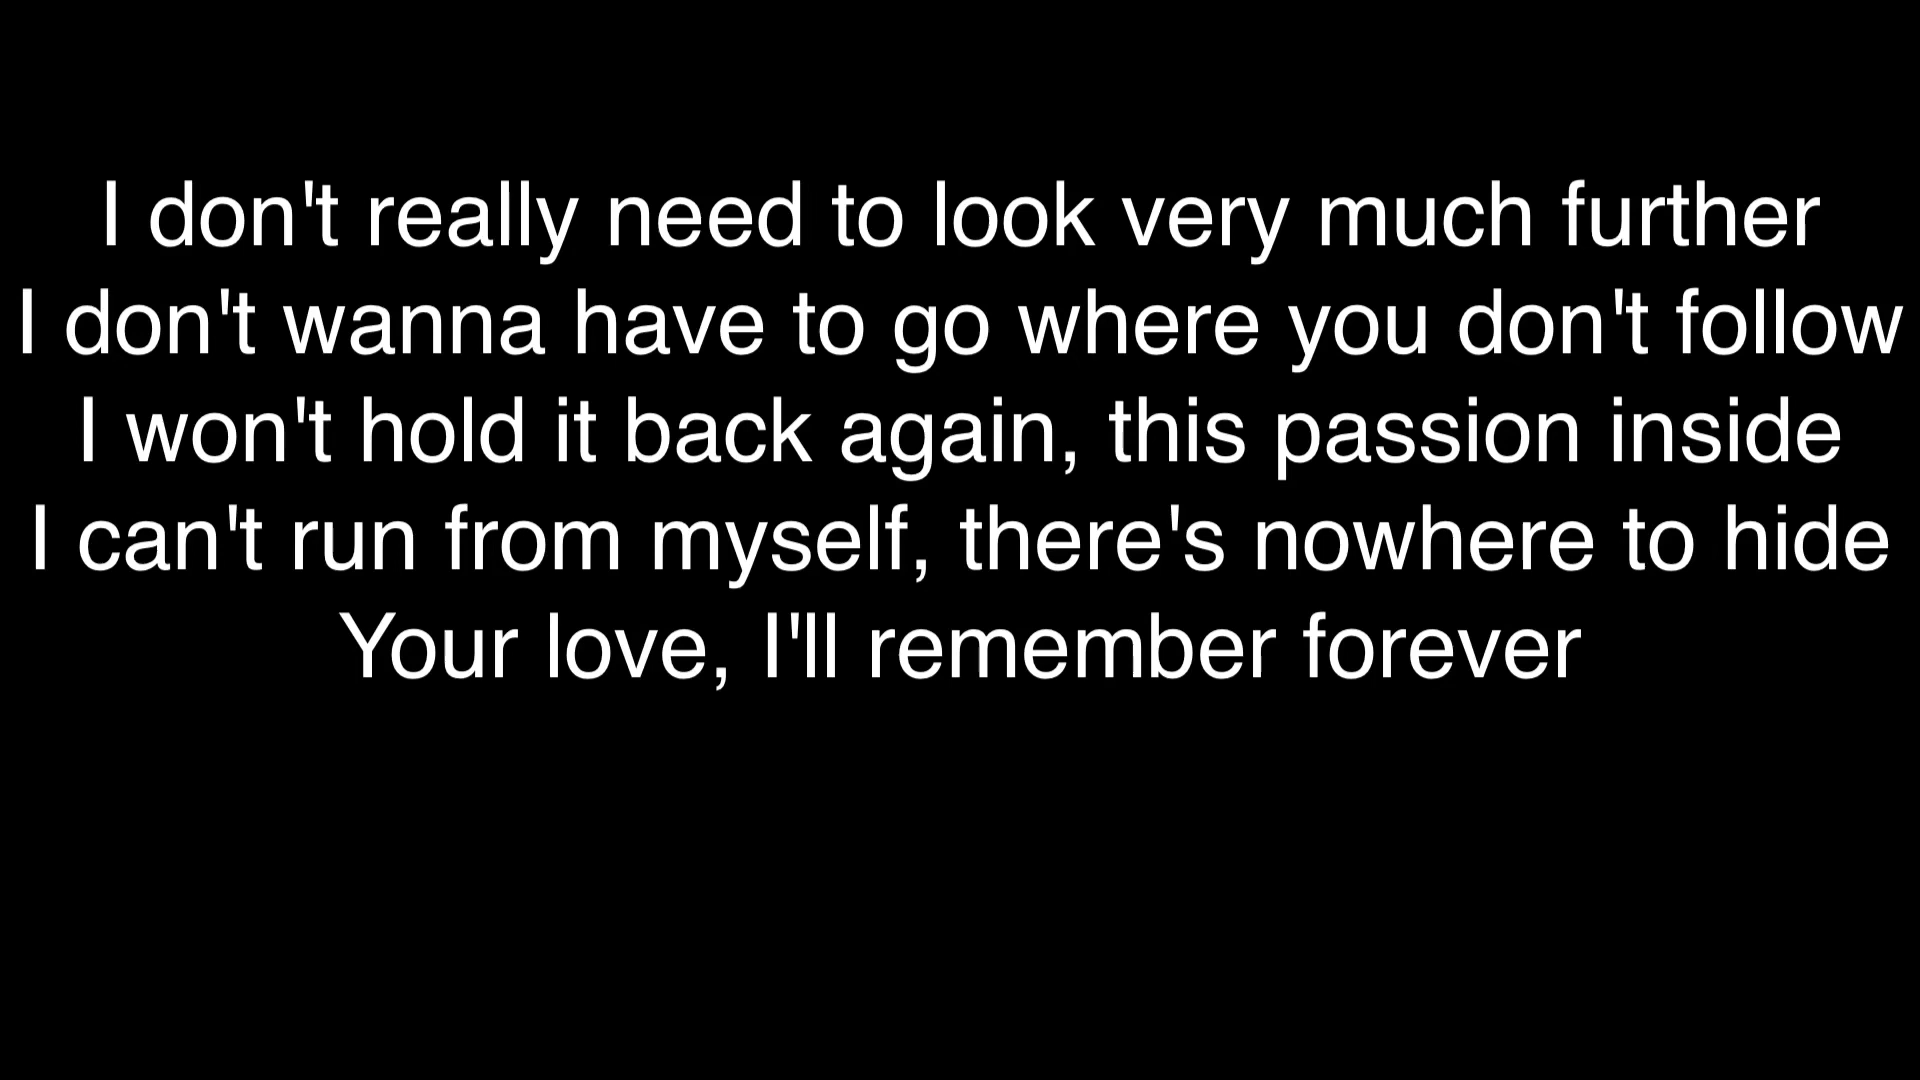 I don't really need to look very much further
I don't wanna have to go where you don't follow
I won't hold it back again, this passion inside
I can't run from myself, there's nowhere to hide
Your love, I'll remember forever